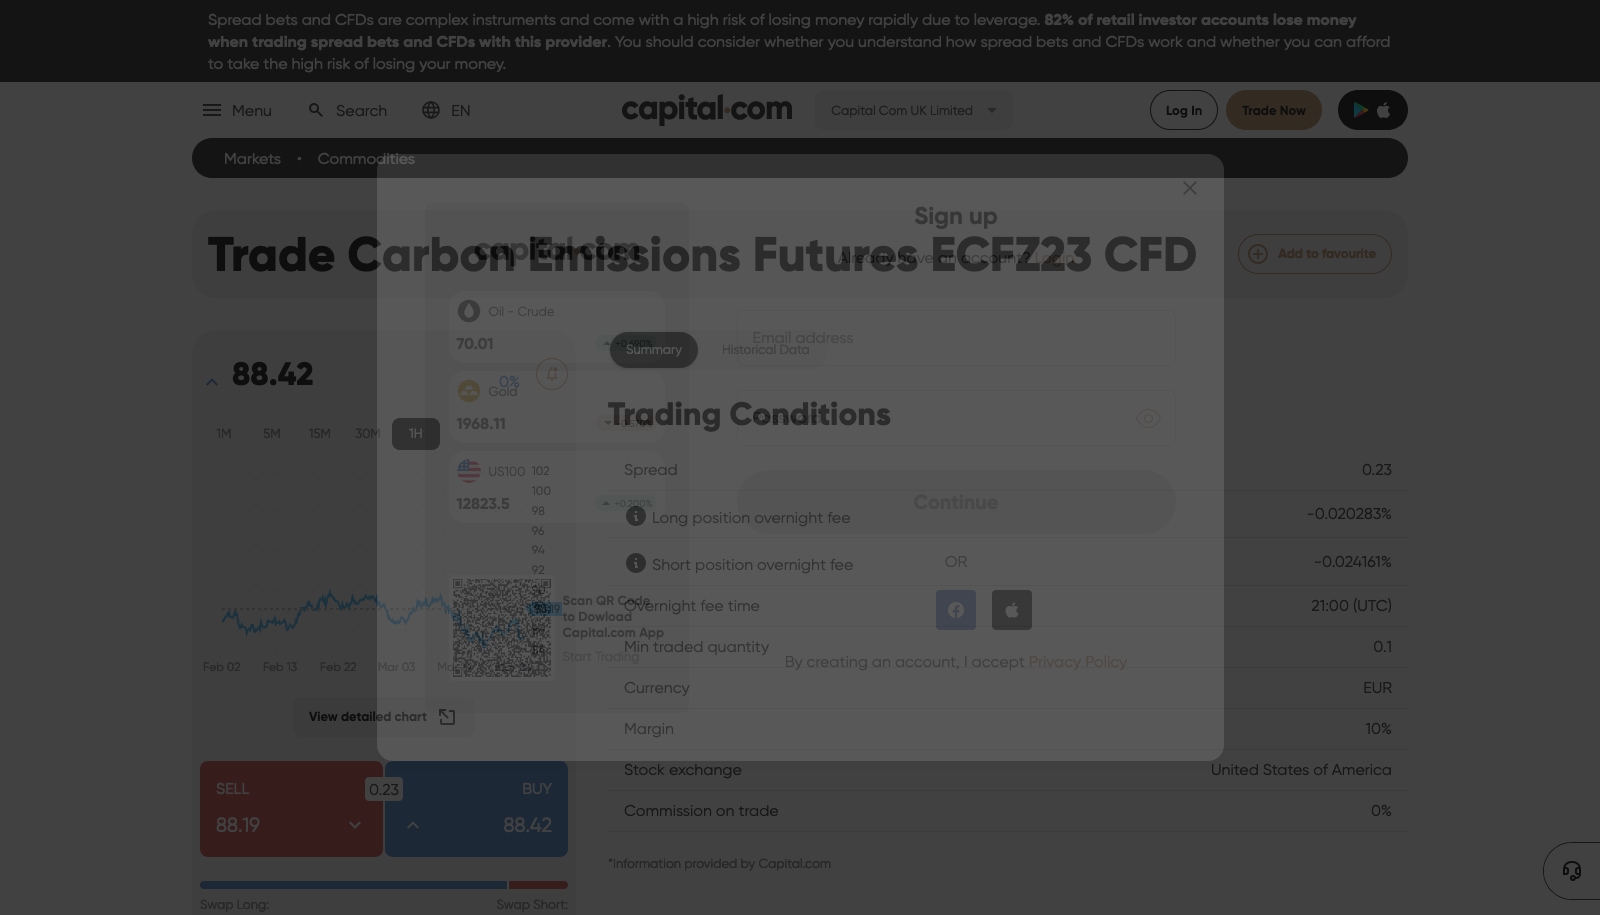 Spread bets and CFDs are complex instruments and come with a high risk of losing money rapidly due to leverage. 82% of retail investor accounts lose money
when trading spread bets and CFDs with this provider. You should consider whether you understand how spread bets and CFDs work and whether you can afford
to take the high risk of losing your money.
Menu
Search
EN
capital.com
Capital Com UK Limited
Log In
Trade Now
Markets • Commodities
Sign up
capital.com
Trade Carbon Emissions Futures ECFZ23 CFD
Already have an account? Login
Add to favourite
Oil - Crude
70.01
Email address
Summary
Historical Data
88.42
0%
Gold
1968.11
Trading Conditions
1M 5M 15M 30M 1H
US100
12823.5
+0.200%
102
100
98
96
94
92
Spread 0.23
Continue
Long position overnight fee -0.020283%
Short position overnight fee -0.024161%
OR
Overnight fee time 21:00 (UTC)
Scan QR Code
to Dowload
Capital.com App
Start Trading
Min traded quantity 0.1
By creating an account, I accept Privacy Policy
Feb 02 Feb 13 Feb 22 Mar 03
Currency EUR
View detailed chart
Margin 10%
Stock exchange United States of America
Commission on trade 0%
SELL
88.19
0.23
BUY
88.42
*Information provided by Capital.com
Swap Long:
Swap Short: